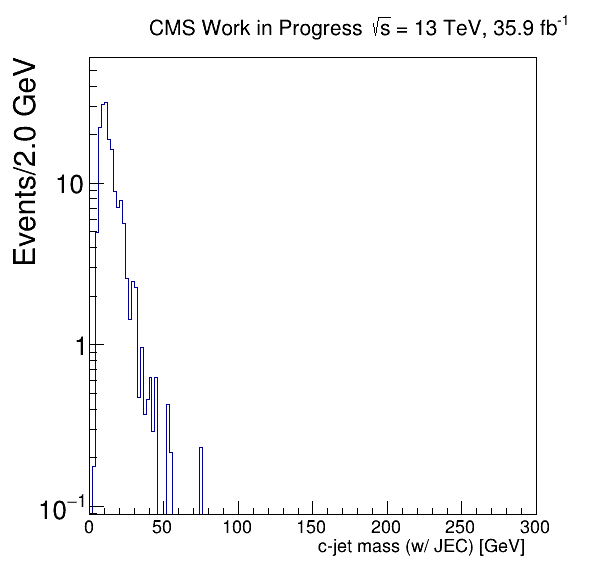 CMS Work in Progress √s = 13 TeV, 35.9 fb⁻¹
Events/2.0 GeV
10
1
10⁻¹
0 50 100 150 200 250 300
c-jet mass (w/ JEC) [GeV]